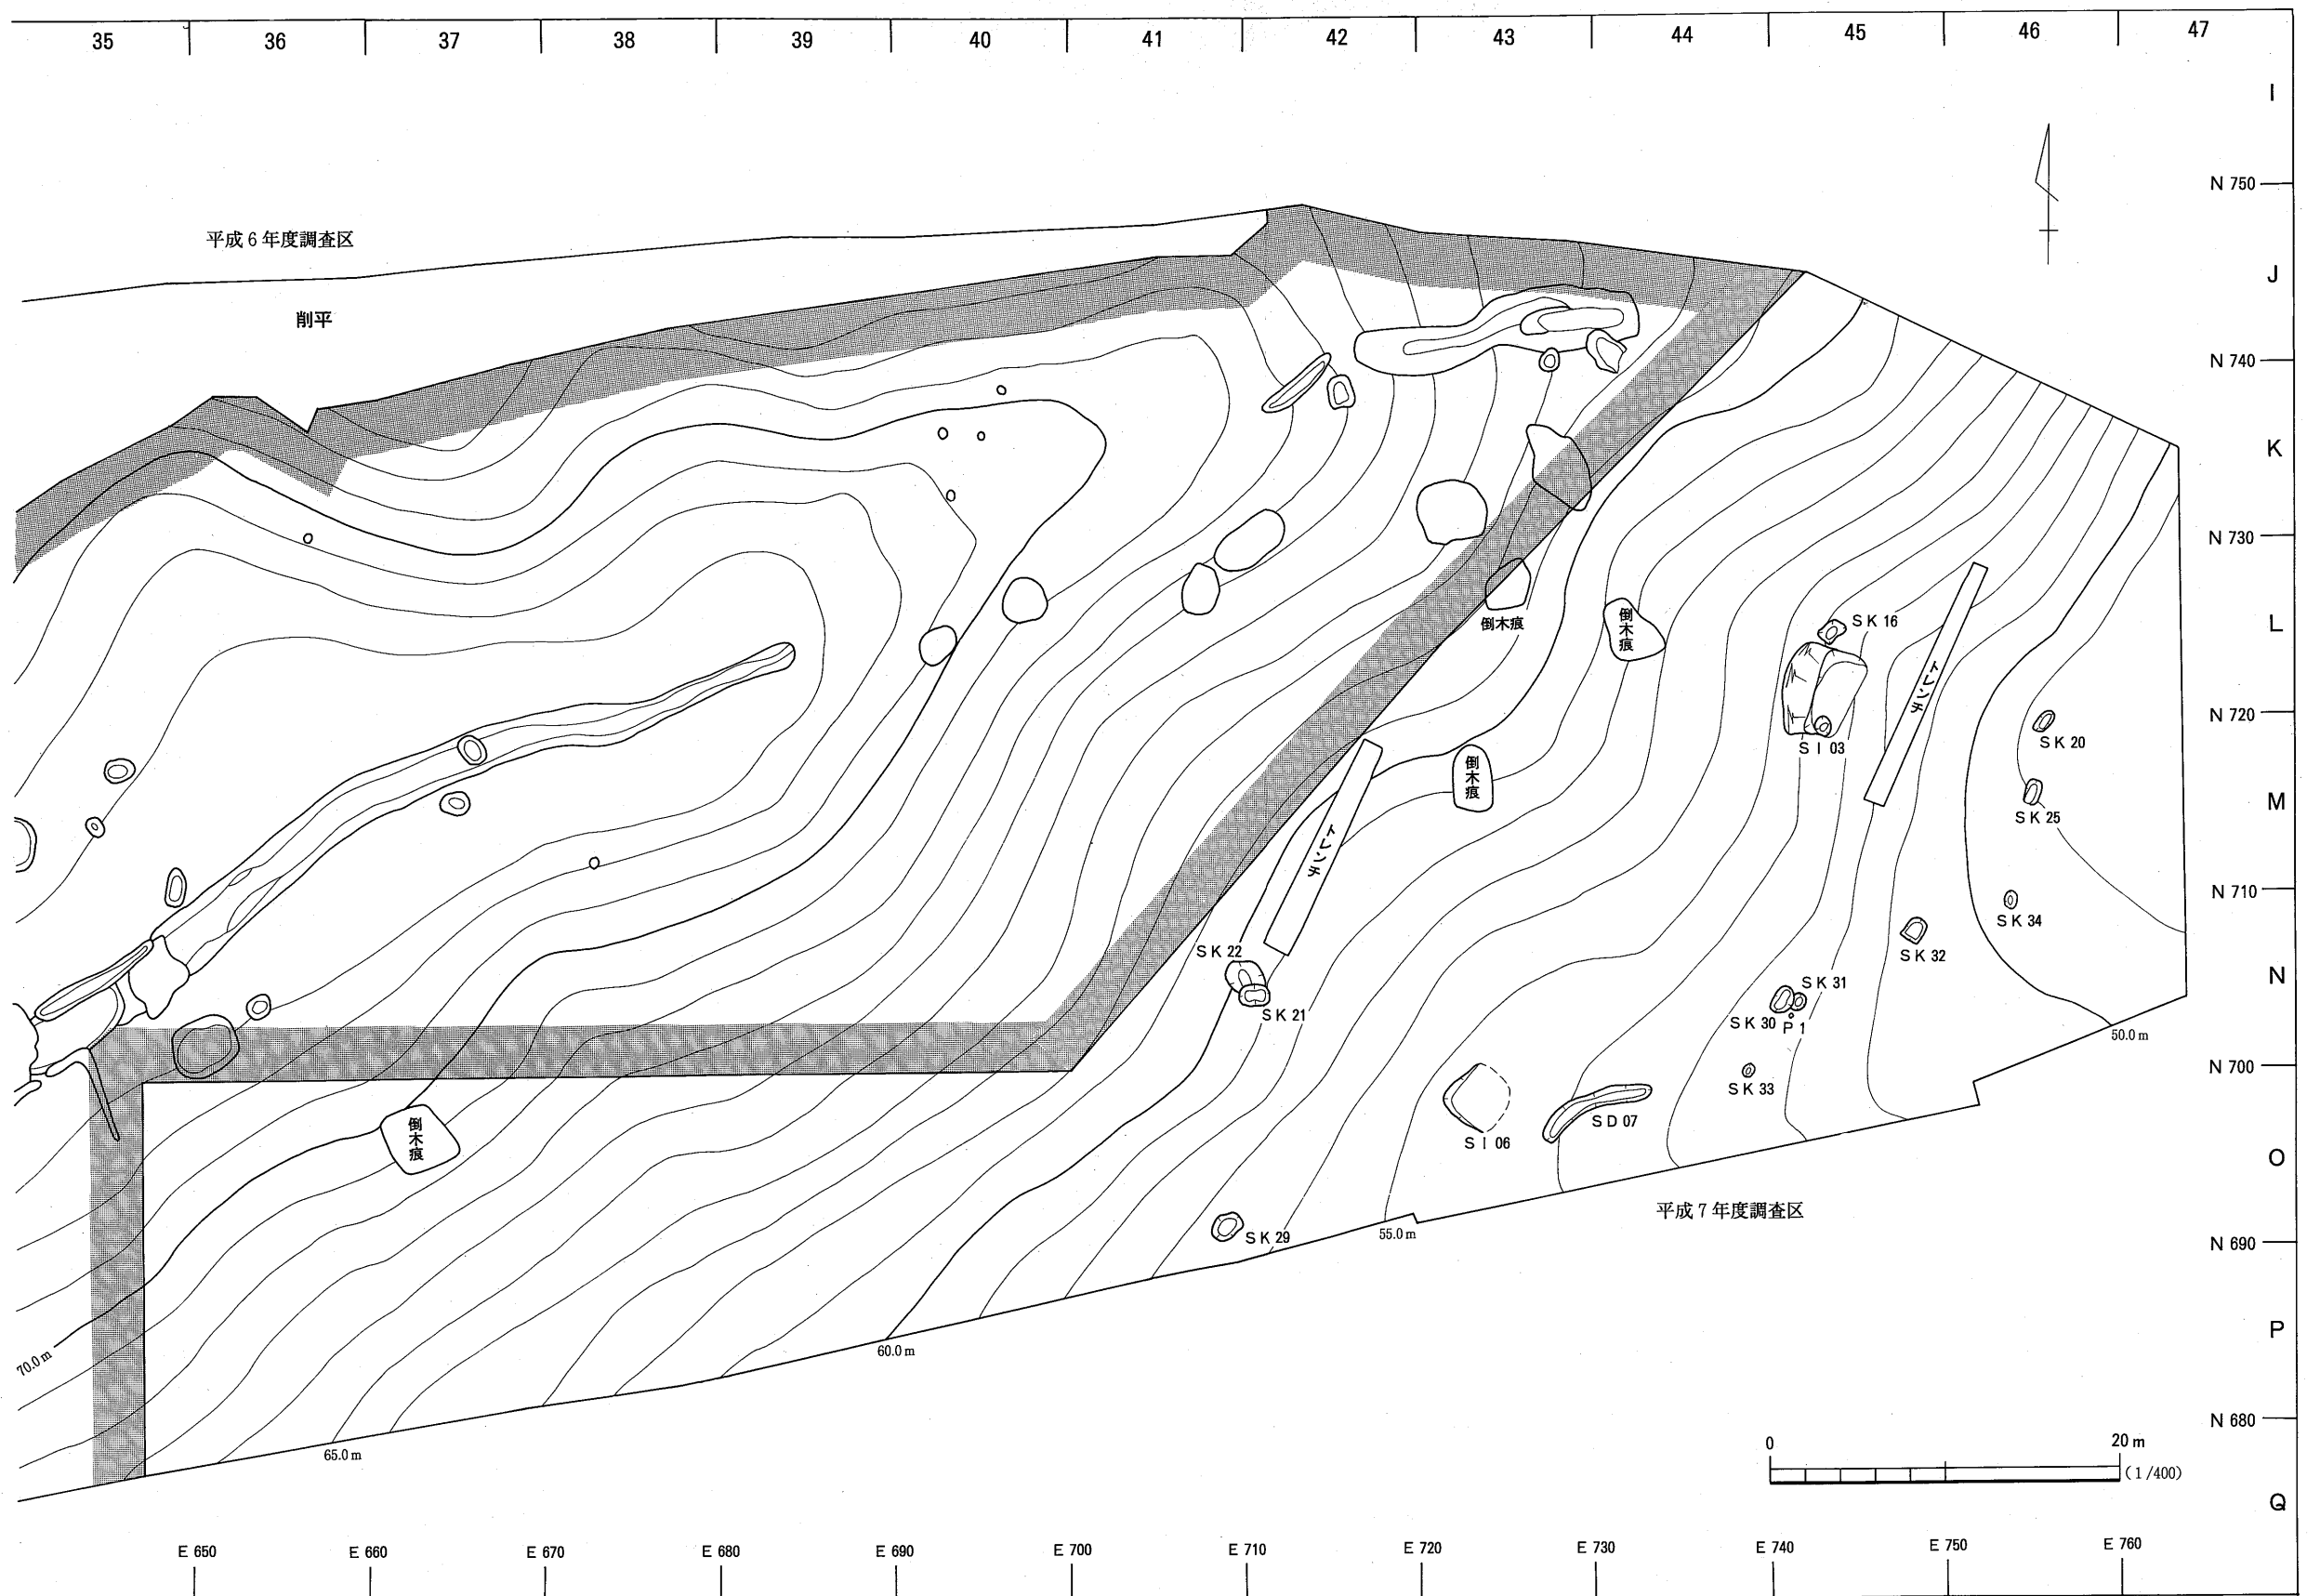 35 36 37 38 39 40 41 42 43 44 45 46 47
I
N 750
平成6年度調査区
J
削平
N 740
K
N 730
倒木痕
倒木痕
SK 16
L
トレンチ
N 720
SK 20
SI 03
倒木痕
M
SK 25
トレンチ
N 710
SK 34
SK 22
SK 32
N
SK 31
SK 21
SK 30
P 1
50.0 m
N 700
SK 33
倒木痕
SD 07
SI 06
O
平成7年度調査区
55.0 m
SK 29
N 690
P
60.0 m
70.0 m
N 680
0 20 m
(1/400)
65.0 m
Q
E 650 E 660 E 670 E 680 E 690 E 700 E 710 E 720 E 730 E 740 E 750 E 760